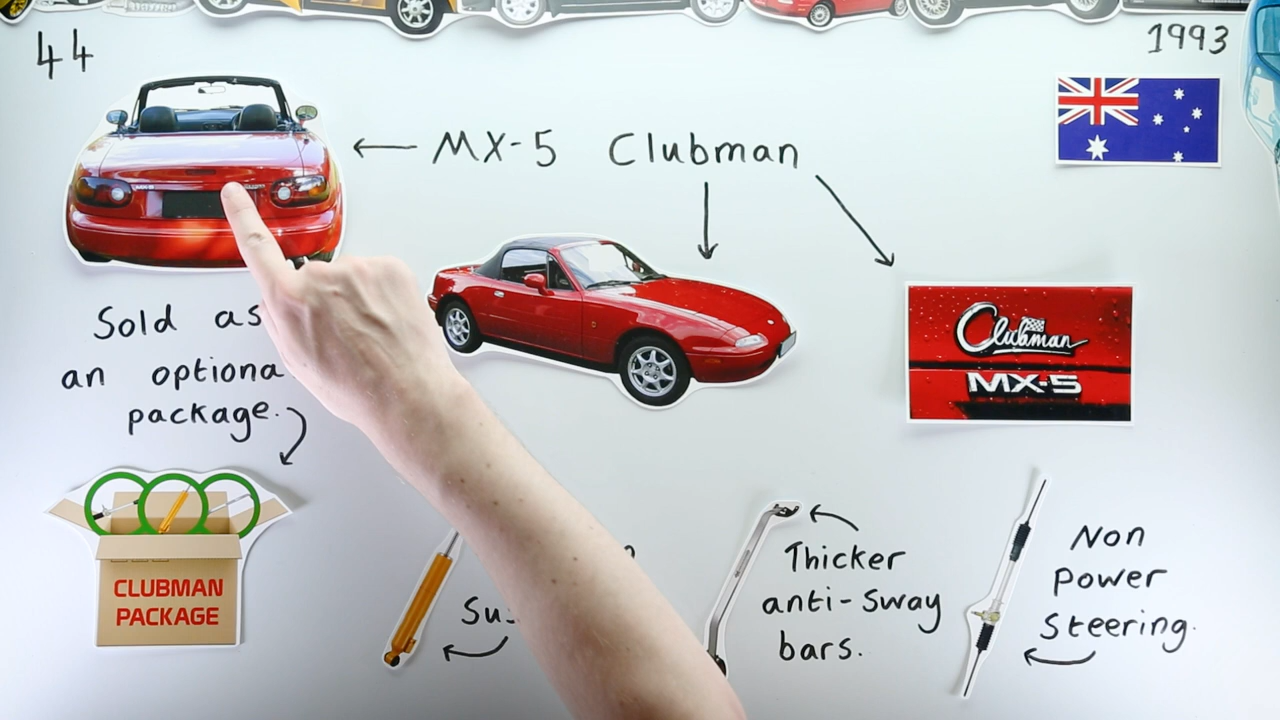 44
1993
← MX-5 Clubman
Clubman
MX-5
Sold as
an optiona
package.
CLUBMAN
PACKAGE
Su
Thicker
anti-sway
bars.
Non
power
steering.